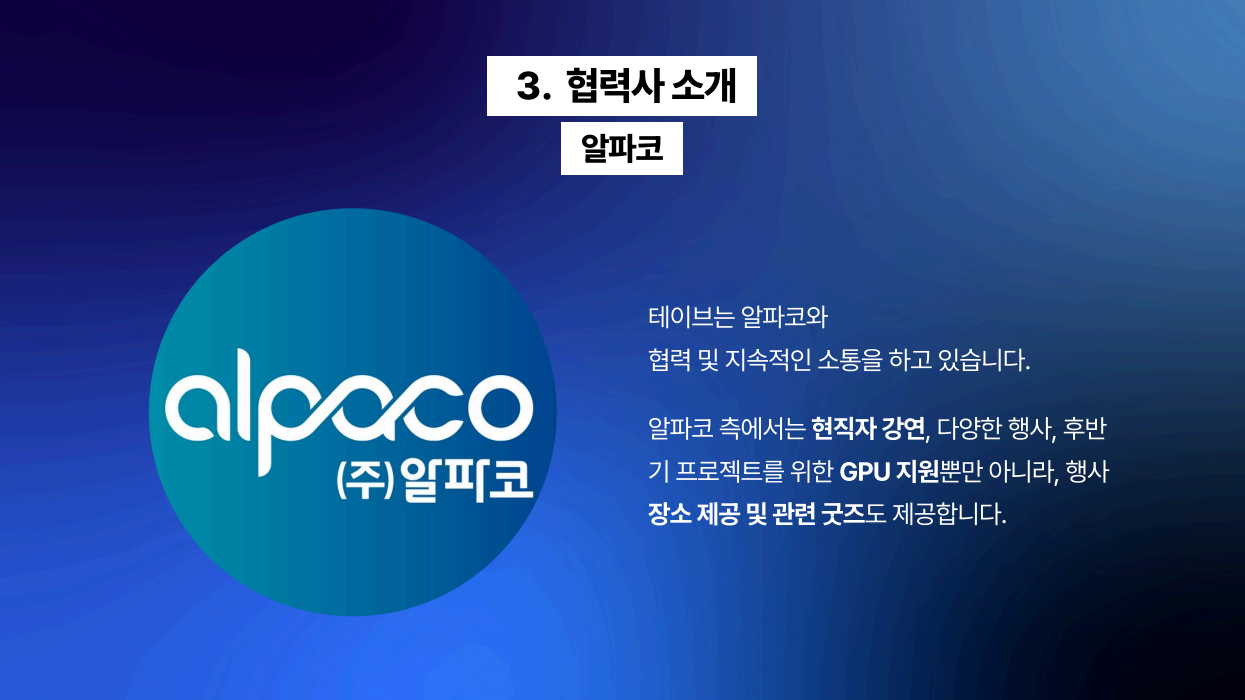 3. 협력사 소개
알파코
alpaco
(주)알파코
테이브는 알파코와
협력 및 지속적인 소통을 하고 있습니다.
알파코 측에서는 현직자 강연, 다양한 행사, 후반
기 프로젝트를 위한 GPU 지원뿐만 아니라, 행사
장소 제공 및 관련 굿즈도 제공합니다.